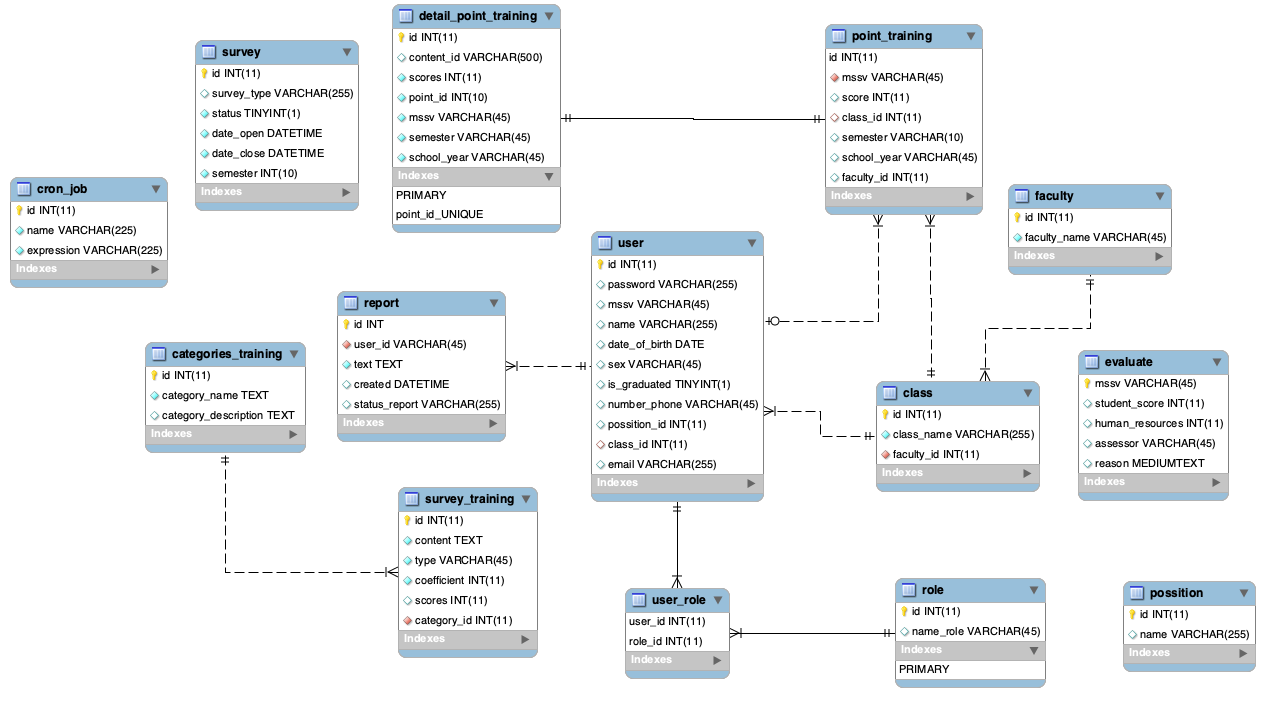 detail_point_training
id INT(11)
content_id VARCHAR(500)
scores INT(11)
point_id INT(10)
mssv VARCHAR(45)
semester VARCHAR(45)
school_year VARCHAR(45)
Indexes
PRIMARY
point_id_UNIQUE
point_training
id INT(11)
mssv VARCHAR(45)
score INT(11)
class_id INT(11)
semester VARCHAR(10)
school_year VARCHAR(45)
faculty_id INT(11)
Indexes
survey
id INT(11)
survey_type VARCHAR(255)
status TINYINT(1)
date_open DATETIME
date_close DATETIME
semester INT(10)
Indexes
cron_job
id INT(11)
name VARCHAR(225)
expression VARCHAR(225)
Indexes
faculty
id INT(11)
faculty_name VARCHAR(45)
Indexes
user
id INT(11)
password VARCHAR(255)
mssv VARCHAR(45)
name VARCHAR(255)
date_of_birth DATE
sex VARCHAR(45)
is_graduated TINYINT(1)
number_phone VARCHAR(45)
possition_id INT(11)
class_id INT(11)
email VARCHAR(255)
Indexes
report
id INT
user_id VARCHAR(45)
text TEXT
created DATETIME
status_report VARCHAR(255)
Indexes
categories_training
id INT(11)
category_name TEXT
category_description TEXT
Indexes
evaluate
mssv VARCHAR(45)
student_score INT(11)
human_resources INT(11)
assessor VARCHAR(45)
reason MEDIUMTEXT
Indexes
class
id INT(11)
class_name VARCHAR(255)
faculty_id INT(11)
Indexes
survey_training
id INT(11)
content TEXT
type VARCHAR(45)
coefficient INT(11)
scores INT(11)
category_id INT(11)
Indexes
user_role
user_id INT(11)
role_id INT(11)
Indexes
role
id INT(11)
name_role VARCHAR(45)
Indexes
PRIMARY
possition
id INT(11)
name VARCHAR(255)
Indexes